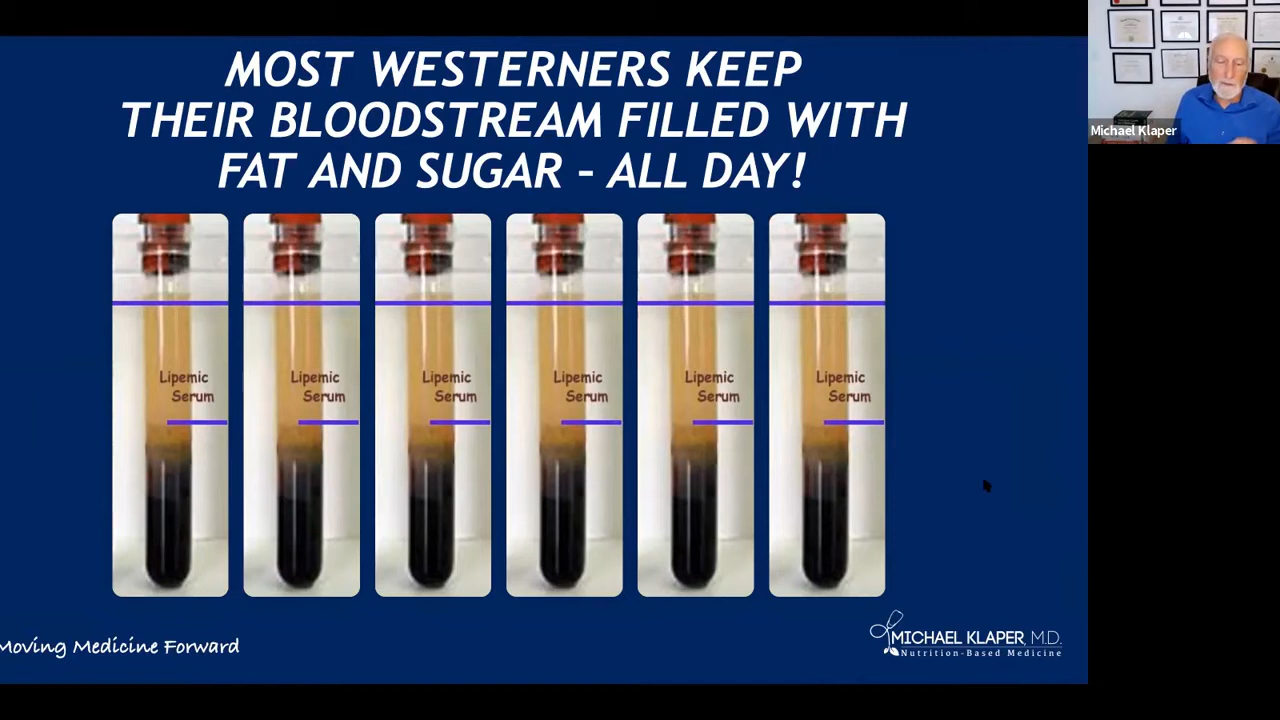 MOST WESTERNERS KEEP
THEIR BLOODSTREAM FILLED WITH
FAT AND SUGAR – ALL DAY!
Michael Klaper
Lipemic
Serum
Lipemic
Serum
Lipemic
Serum
Lipemic
Serum
Lipemic
Serum
Lipemic
Serum
Moving Medicine Forward
MICHAEL KLAPER, M.D.
Nutrition-Based Medicine